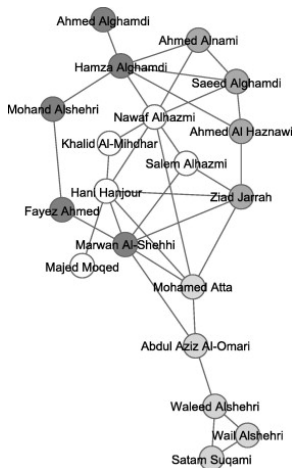 Ahmed Alghamdi
Ahmed Alnami
Hamza Alghamdi
Saeed Alghamdi
Mohand Alshehri
Nawaf Alhazmi
Ahmed Al Haznawi
Khalid Al-Mihdhar
Salem Alhazmi
Hani Hanjour
Ziad Jarrah
Fayez Ahmed
Marwan Al-Shehhi
Majed Moqed
Mohamed Atta
Abdul Aziz Al-Omari
Waleed Alshehri
Wail Alshehri
Satam Suqami